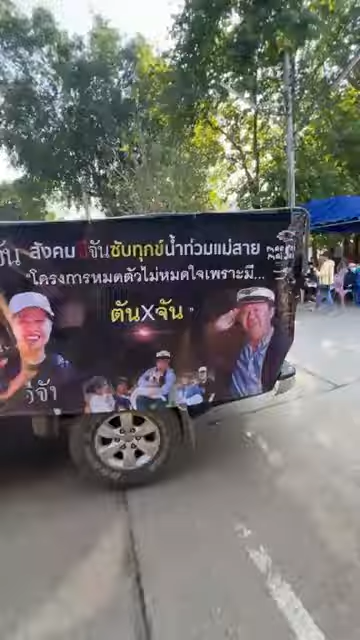 สังคมมีจันซับทุกข์น้ำท่วมแม่สาย
โครงการหมดตัวไม่หมดใจเพราะมี...
ตันXจัน